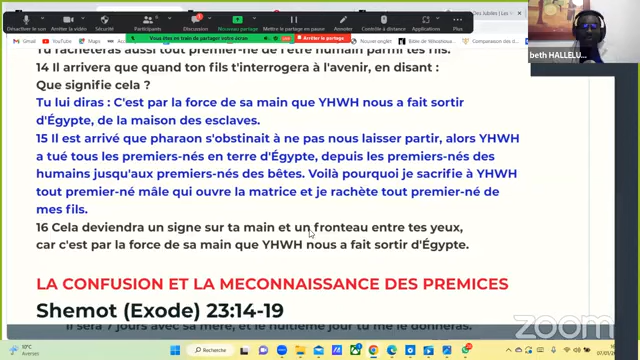 Désactiver le son
Vidéo
Participants
6
Discussion
Nouveau partage
Mettre le partage en pause
Annoter
Contrôle à distance
Applications
Plus
Vous êtes en train de partager votre écran
Arrêter le partage
Gmail
YouTube
Maps
Comparaison des d
Tu rachèteras aussi tout premier-né de l'être humain parmi tes fils.
14 Il arrivera que quand ton fils t'interrogera à l'avenir, en disant :
Que signifie cela ?
Tu lui diras : C'est par la force de sa main que YHWH nous a fait sortir
d'Égypte, de la maison des esclaves.
15 Il est arrivé que pharaon s'obstinait à ne pas nous laisser partir, alors YHWH
a tué tous les premiers-nés en terre d'Égypte, depuis les premiers-nés des
humains jusqu'aux premiers-nés des bêtes. Voilà pourquoi je sacrifie à YHWH
tout premier-né mâle qui ouvre la matrice et je rachète tout premier-né de
mes fils.
16 Cela deviendra un signe sur ta main et un fronteau entre tes yeux,
car c'est par la force de sa main que YHWH nous a fait sortir d'Égypte.
LA CONFUSION ET LA MECONNAISSANCE DES PREMICES
Shemot (Exode) 23:14-19
Il sera 7 jours avec sa mère, et le huitième jour tu me le donneras.
beth HALLELU...
zoom
10°C
Averses
Recherche